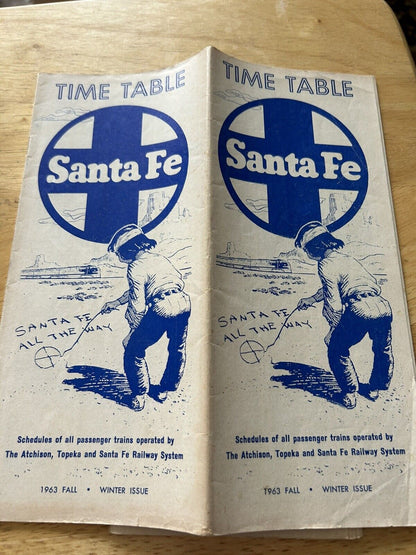 TIME TABLE
Santa Fe
SANTA FE
ALL THE WAY
Schedules of all passenger trains operated by
The Atchison, Topeka and Santa Fe Railway System
1963 FALL • WINTER ISSUE
TIME TABLE
Santa Fe
SANTA FE
ALL THE WAY
Schedules of all passenger trains operated by
The Atchison, Topeka and Santa Fe Railway System
1963 FALL • WINTER ISSUE